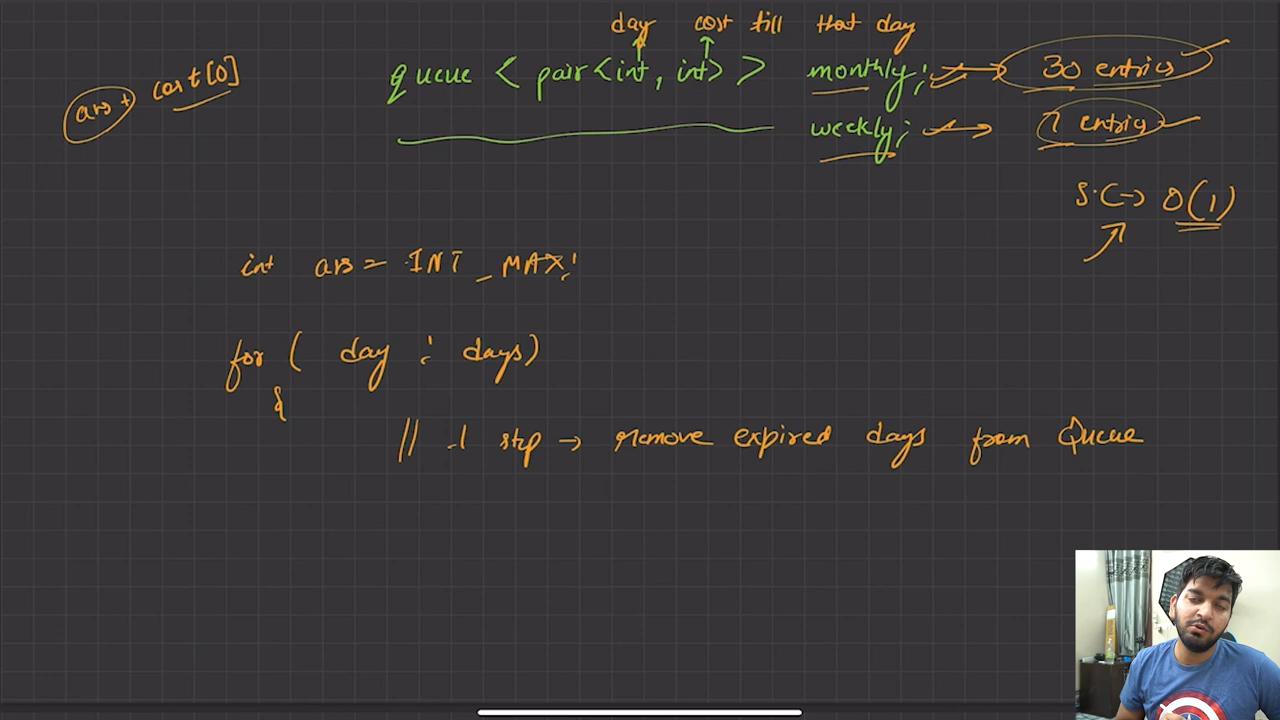 day cost till that day
ans + cost[0]
queue < pair<int, int> > monthly; → 30 entries
weekly; → 7 entries
S.C → O(1)
int ans = INT_MAX;
for ( day : days)
{
// 1 step → remove expired days from Queue